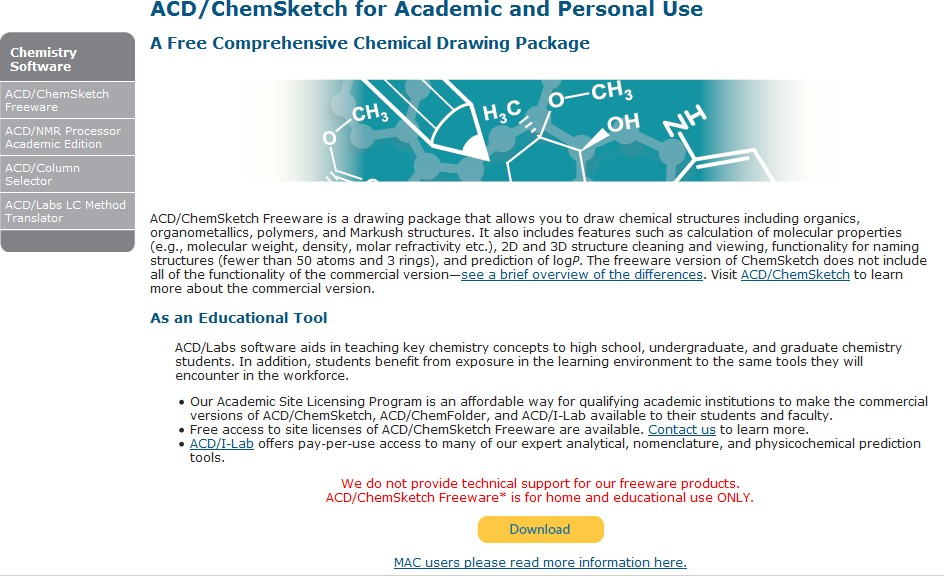 ACD/ChemSketch for Academic and Personal Use
A Free Comprehensive Chemical Drawing Package
Chemistry
Software
ACD/ChemSketch
Freeware
ACD/NMR Processor
Academic Edition
ACD/Column
Selector
ACD/Labs LC Method
Translator
CH₃
O
H₃C
O
CH₃
OH
NH
O
ACD/ChemSketch Freeware is a drawing package that allows you to draw chemical structures including organics,
organometallics, polymers, and Markush structures. It also includes features such as calculation of molecular properties
(e.g., molecular weight, density, molar refractivity etc.), 2D and 3D structure cleaning and viewing, functionality for naming
structures (fewer than 50 atoms and 3 rings), and prediction of logP. The freeware version of ChemSketch does not include
all of the functionality of the commercial version—see a brief overview of the differences. Visit ACD/ChemSketch to learn
more about the commercial version.
As an Educational Tool
ACD/Labs software aids in teaching key chemistry concepts to high school, undergraduate, and graduate chemistry
students. In addition, students benefit from exposure in the learning environment to the same tools they will
encounter in the workforce.
• Our Academic Site Licensing Program is an affordable way for qualifying academic institutions to make the commercial
versions of ACD/ChemSketch, ACD/ChemFolder, and ACD/I-Lab available to their students and faculty.
• Free access to site licenses of ACD/ChemSketch Freeware are available. Contact us to learn more.
• ACD/I-Lab offers pay-per-use access to many of our expert analytical, nomenclature, and physicochemical prediction
tools.
We do not provide technical support for our freeware products.
ACD/ChemSketch Freeware* is for home and educational use ONLY.
Download
MAC users please read more information here.